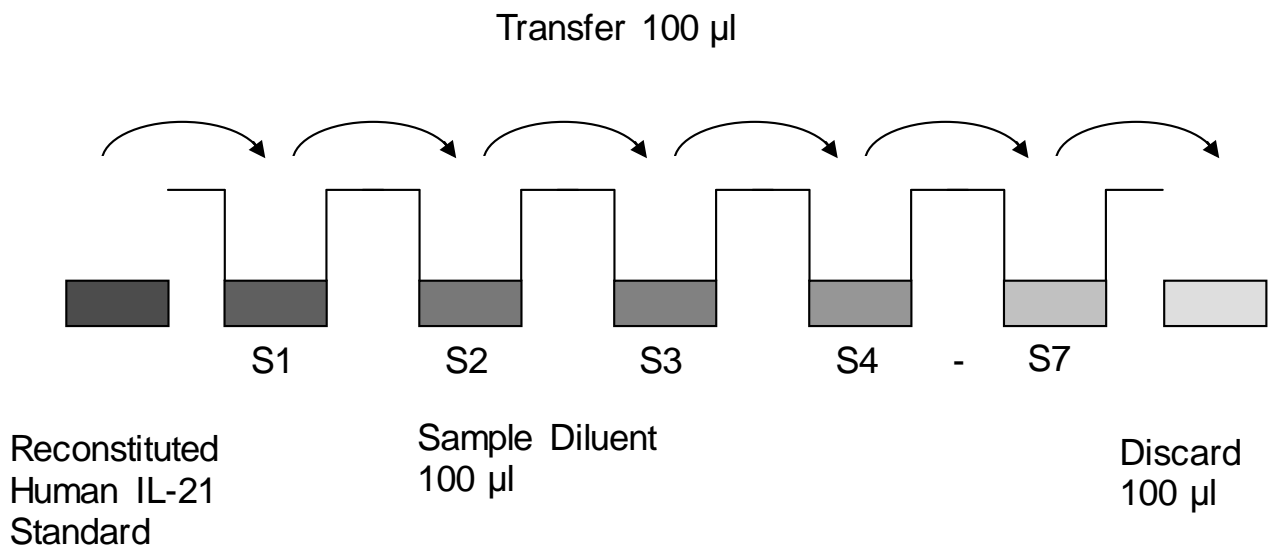 Transfer 100 µl
S1 S2 S3 S4 - S7
Reconstituted
Human IL-21
Standard
Sample Diluent
100 µl
Discard
100 µl